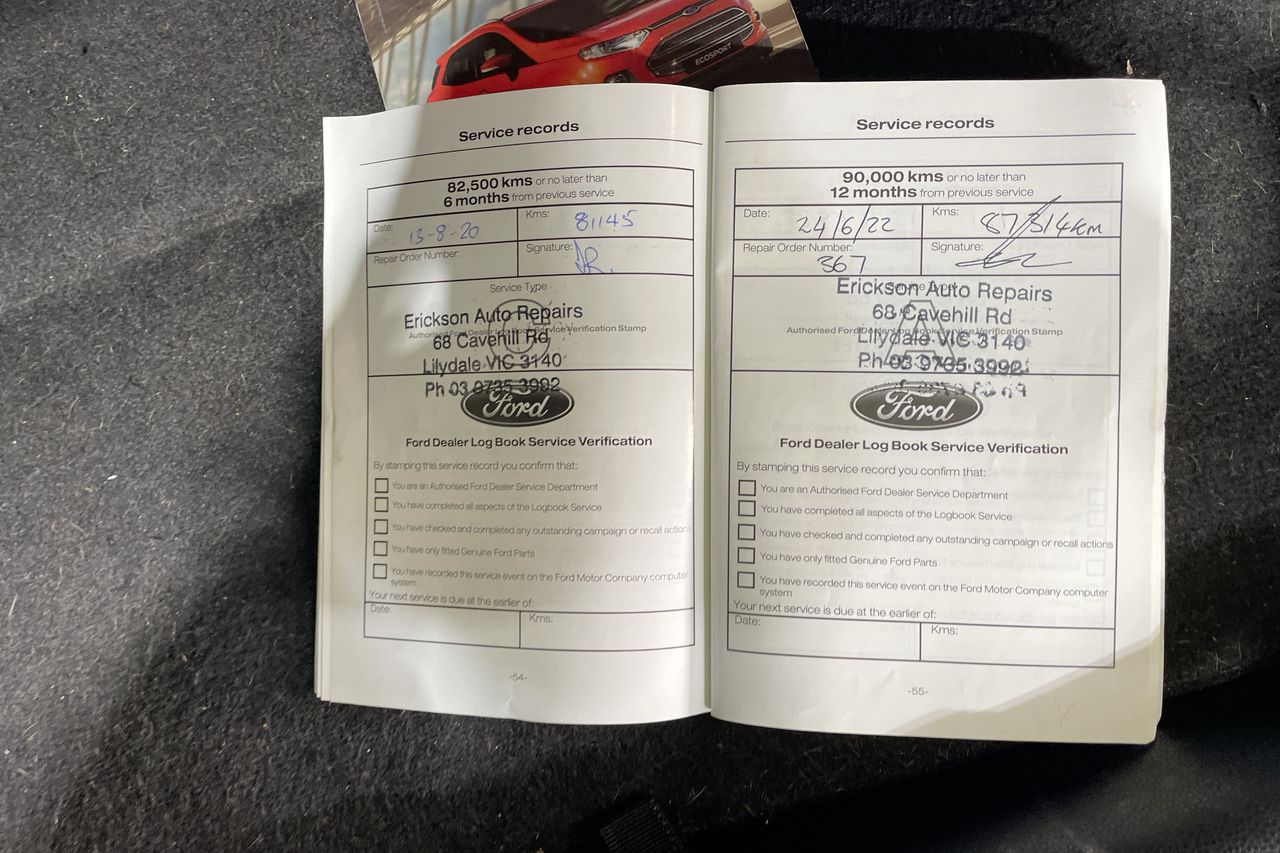 ECOSPORT
Service records
82,500 kms or no later than
6 months from previous service
Date: 13-8-20
Kms: 81145
Repair Order Number:
Signature:
Service Type
Erickson Auto Repairs
Authorised Ford Dealer Log Book Service Verification Stamp
68 Cavehill Rd
Lilydale VIC 3140
Ph 03 9735 3992
Ford
Ford Dealer Log Book Service Verification
By stamping this service record you confirm that:
You are an Authorised Ford Dealer Service Department
You have completed all aspects of the Logbook Service
You have checked and completed any outstanding campaign or recall actions
You have only fitted Genuine Ford Parts
You have recorded this service event on the Ford Motor Company computer
system
Your next service is due at the earlier of:
Date:
Kms:
-54-
Service records
90,000 kms or no later than
12 months from previous service
Date: 24/6/22
Kms: 87314km
Repair Order Number: 367
Signature:
Service Type
Erickson Auto Repairs
68 Cavehill Rd
Authorised Ford Dealer Log Book Service Verification Stamp
Lilydale VIC 3140
Ph 03 9735 3992
Ford
Ford Dealer Log Book Service Verification
By stamping this service record you confirm that:
You are an Authorised Ford Dealer Service Department
You have completed all aspects of the Logbook Service
You have checked and completed any outstanding campaign or recall actions
You have only fitted Genuine Ford Parts
You have recorded this service event on the Ford Motor Company computer
system
Your next service is due at the earlier of:
Date:
Kms:
-55-